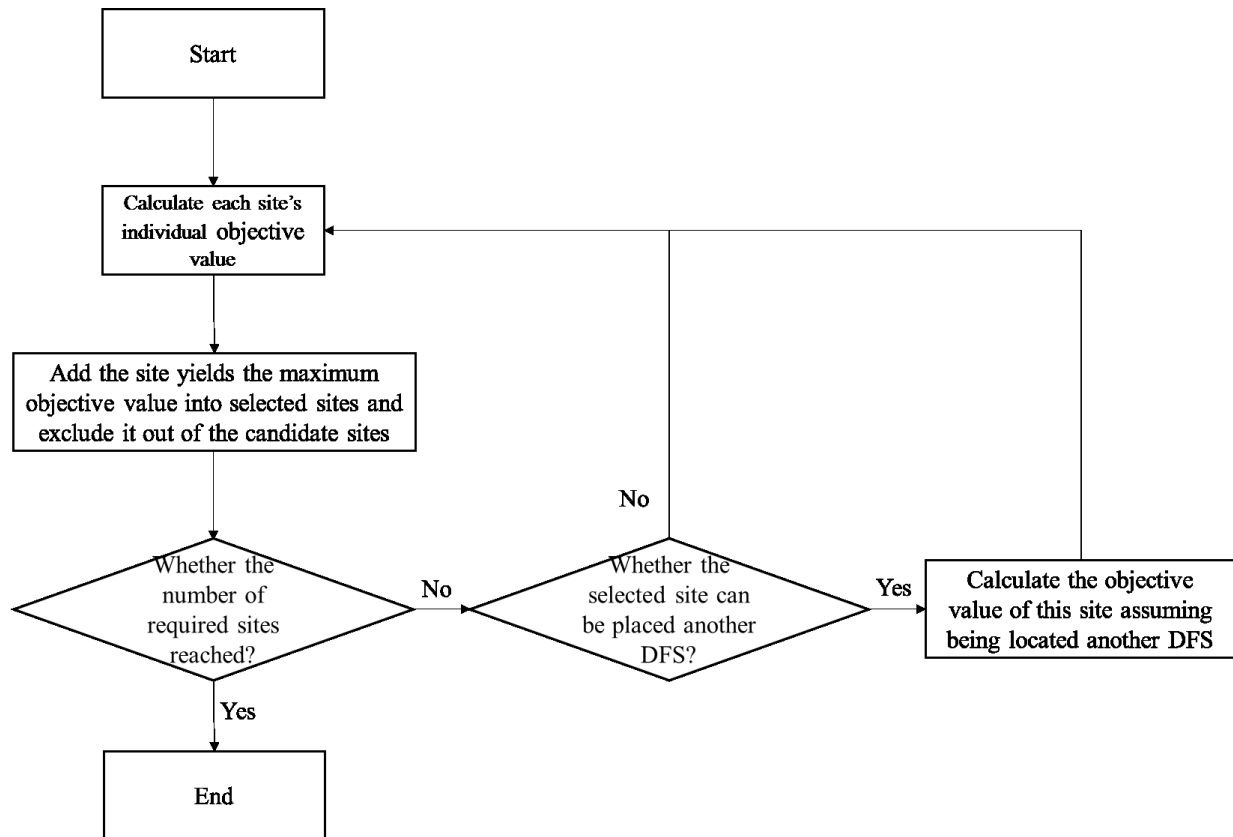 Start
Calculate each site's
individual objective
value
Add the site yields the maximum
objective value into selected sites and
exclude it out of the candidate sites
Whether the
number of
required sites
reached?
No
Whether the
selected site can
be placed another
DFS?
No
Yes
Calculate the objective
value of this site assuming
being located another DFS
Yes
End